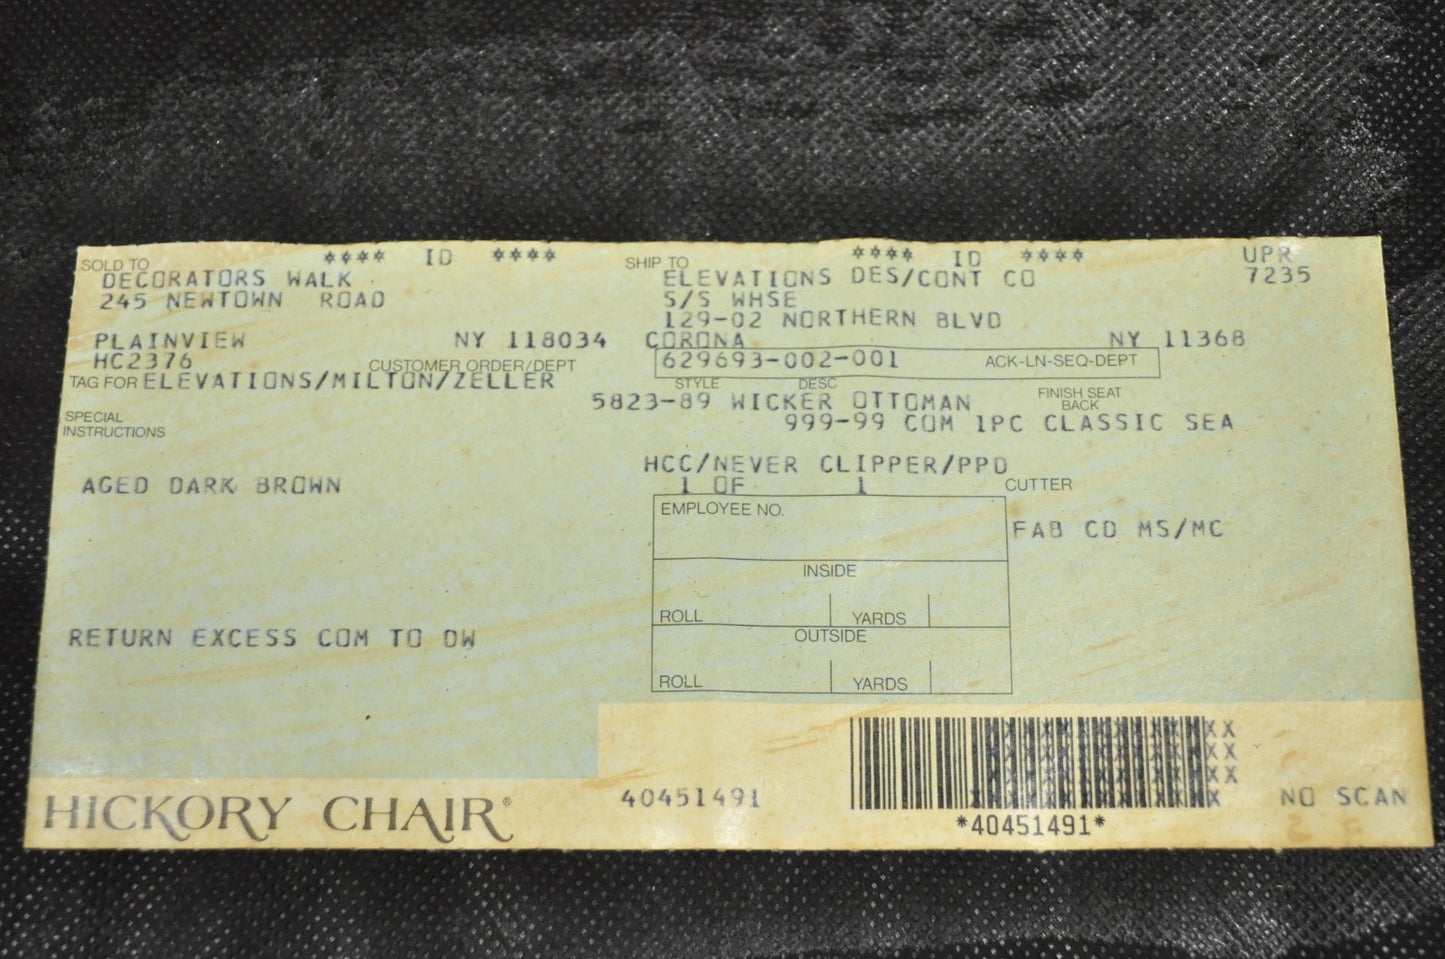 SOLD TO **** ID **** SHIP TO **** ID **** UPR
DECORATORS WALK ELEVATIONS DES/CONT CO 7235
245 NEWTOWN ROAD S/S WHSE
129-02 NORTHERN BLVD
PLAINVIEW NY 118034 CORONA NY 11368
HC2376 CUSTOMER ORDER/DEPT 629693-002-001 ACK-LN-SEQ-DEPT
TAG FOR ELEVATIONS/MILTON/ZELLER STYLE DESC FINISH SEAT
5823-89 WICKER OTTOMAN BACK
SPECIAL
INSTRUCTIONS
999-99 COM 1PC CLASSIC SEA
HCC/NEVER CLIPPER/PPD
AGED DARK BROWN 1 OF 1 CUTTER
EMPLOYEE NO.
FAB CD MS/MC
INSIDE
ROLL YARDS
RETURN EXCESS COM TO DW OUTSIDE
ROLL YARDS
XX
XX
XX
X
HICKORY CHAIR® 40451491 NO SCAN
*40451491*